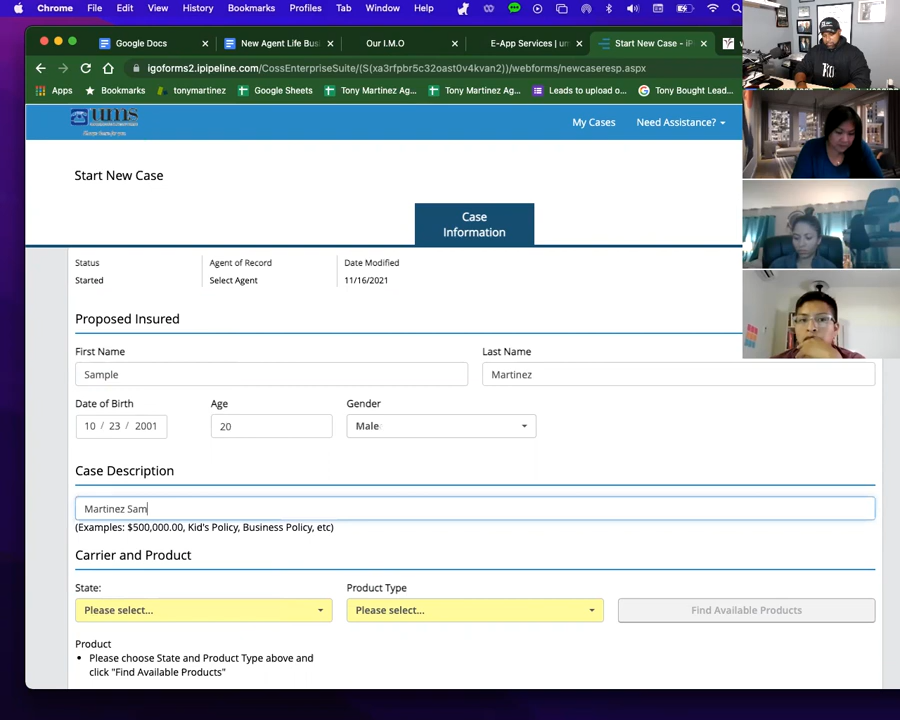 Chrome File Edit View History Bookmarks Profiles Tab Window Help
Google Docs × New Agent Life Busi × Our I.M.O × E-App Services | um × Start New Case - iP ×
igoforms2.ipipeline.com/CossEnterpriseSuite/(S(xa3rfpbr5c32oast0v4kvan2))/webforms/newcaseresp.aspx
Apps Bookmarks tonymartinez Google Sheets Tony Martinez Ag... Tony Martinez Ag... Leads to upload o... Tony Bought Lead...
ums My Cases Need Assistance?
Start New Case
Case
Information
Status Agent of Record Date Modified
Started Select Agent 11/16/2021
Proposed Insured
First Name Last Name
Sample Martinez
Date of Birth Age Gender
10 / 23 / 2001 20 Male
Case Description
Martinez Sam
(Examples: $500,000.00, Kid's Policy, Business Policy, etc)
Carrier and Product
State: Product Type
Please select... Please select... Find Available Products
Product
• Please choose State and Product Type above and
click "Find Available Products"